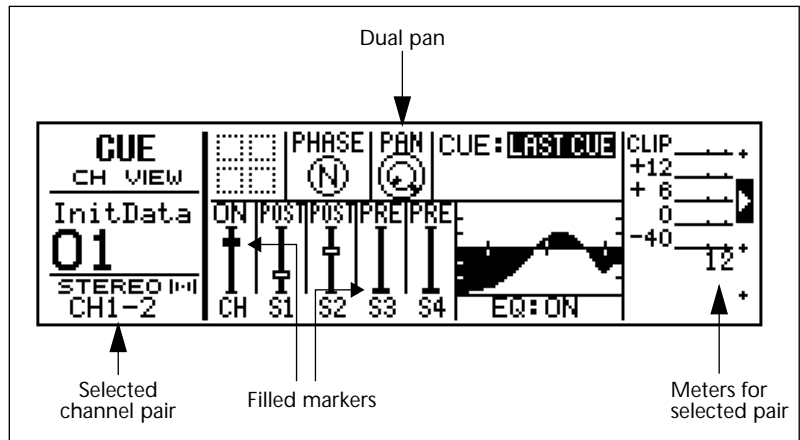 Dual pan
CUE
CH VIEW
InitData
01
STEREO
CH1-2
PHASE
N
PAN
CUE: LAST CUE
ON POST POST PRE PRE
CH S1 S2 S3 S4
EQ:ON
CLIP
+12
+ 6
0
-40
12
Selected
channel pair
Filled markers
Meters for
selected pair